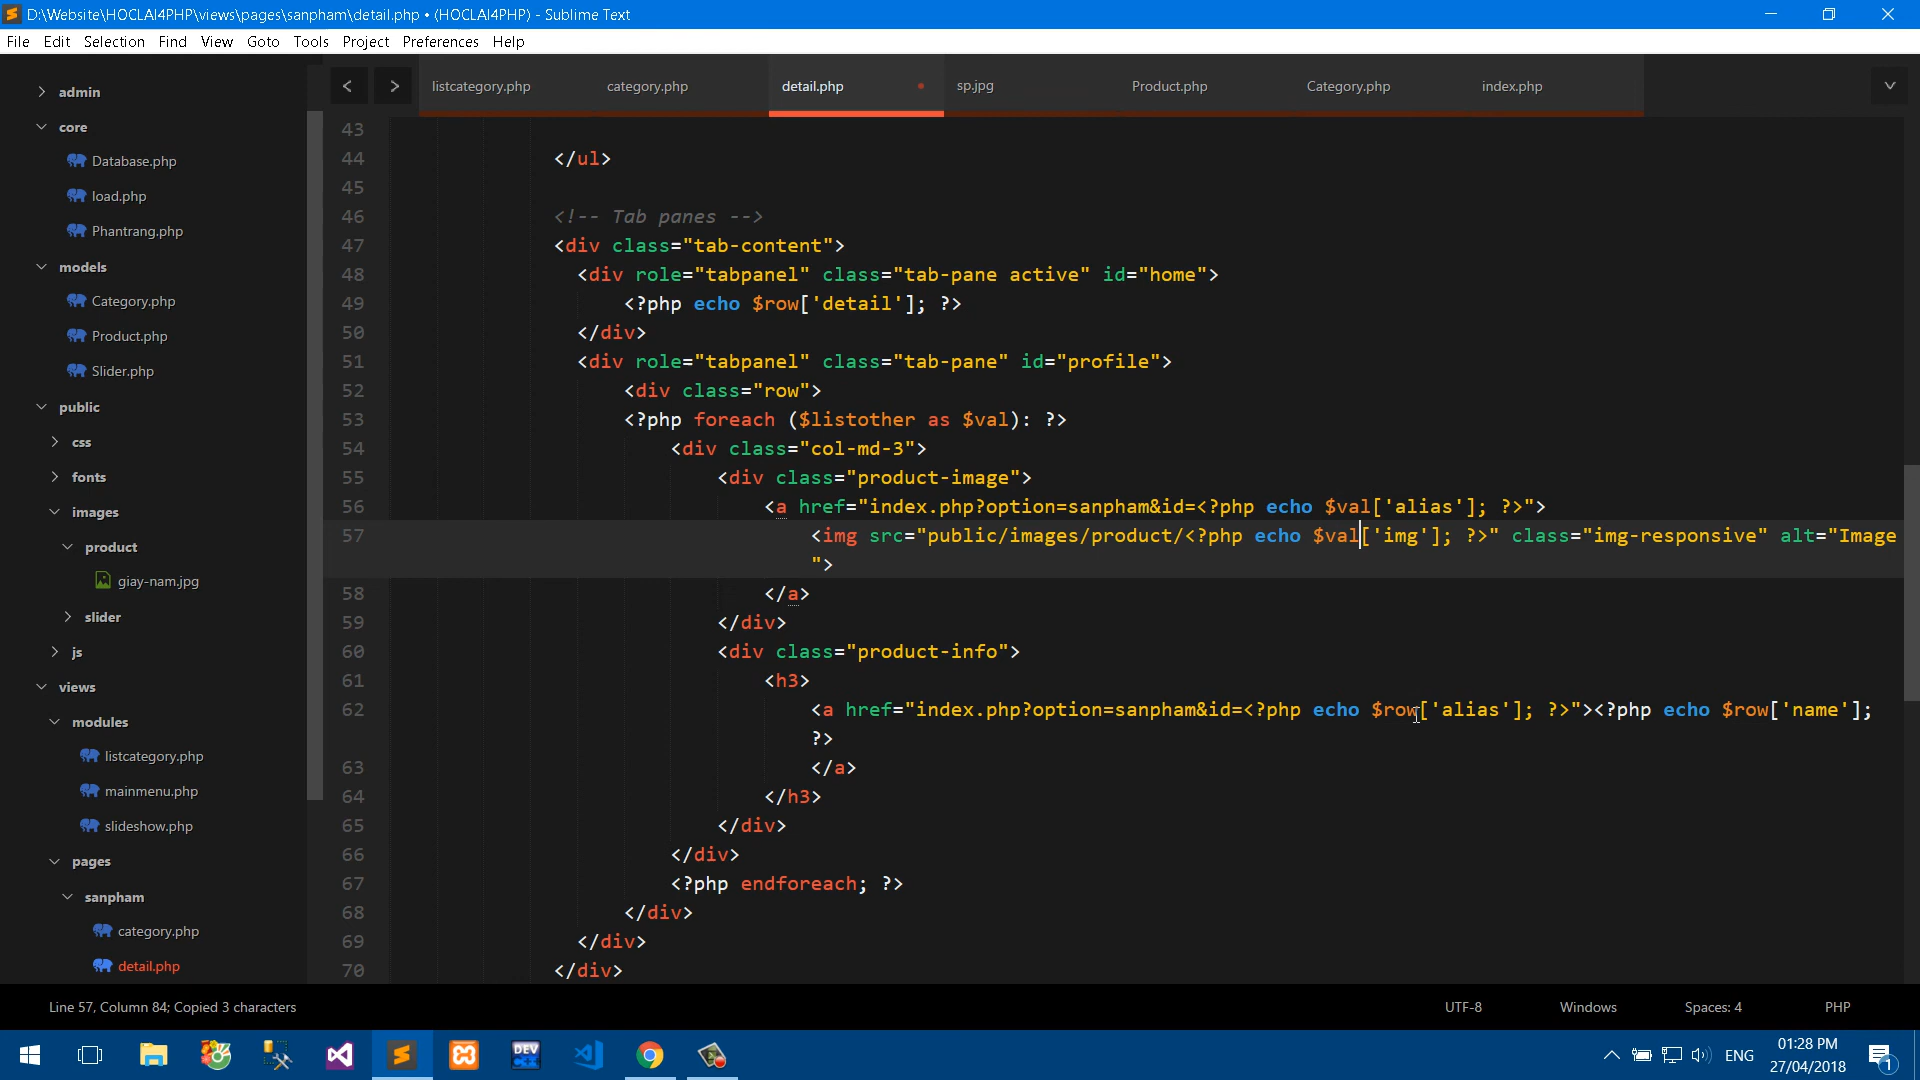 D:\Website\HOCLAI4PHP\views\pages\sanpham\detail.php • (HOCLAI4PHP) - Sublime Text
File Edit Selection Find View Goto Tools Project Preferences Help
listcategory.php category.php detail.php sp.jpg Product.php Category.php index.php
admin
core
Database.php
load.php
Phantrang.php
models
Category.php
Product.php
Slider.php
public
css
fonts
images
product
giay-nam.jpg
slider
js
views
modules
listcategory.php
mainmenu.php
slideshow.php
pages
sanpham
category.php
detail.php
43
44 </ul>
45
46 <!-- Tab panes -->
47 <div class="tab-content">
48 <div role="tabpanel" class="tab-pane active" id="home">
49 <?php echo $row['detail']; ?>
50 </div>
51 <div role="tabpanel" class="tab-pane" id="profile">
52 <div class="row">
53 <?php foreach ($listother as $val): ?>
54 <div class="col-md-3">
55 <div class="product-image">
56 <a href="index.php?option=sanpham&id=<?php echo $val['alias']; ?>">
57 <img src="public/images/product/<?php echo $val['img']; ?>" class="img-responsive" alt="Image
">
58 </a>
59 </div>
60 <div class="product-info">
61 <h3>
62 <a href="index.php?option=sanpham&id=<?php echo $row['alias']; ?>"><?php echo $row['name'];
?>
63 </a>
64 </h3>
65 </div>
66 </div>
67 <?php endforeach; ?>
68 </div>
69 </div>
70 </div>
Line 57, Column 84; Copied 3 characters UTF-8 Windows Spaces: 4 PHP
DEV
ENG
01:28 PM
27/04/2018
1